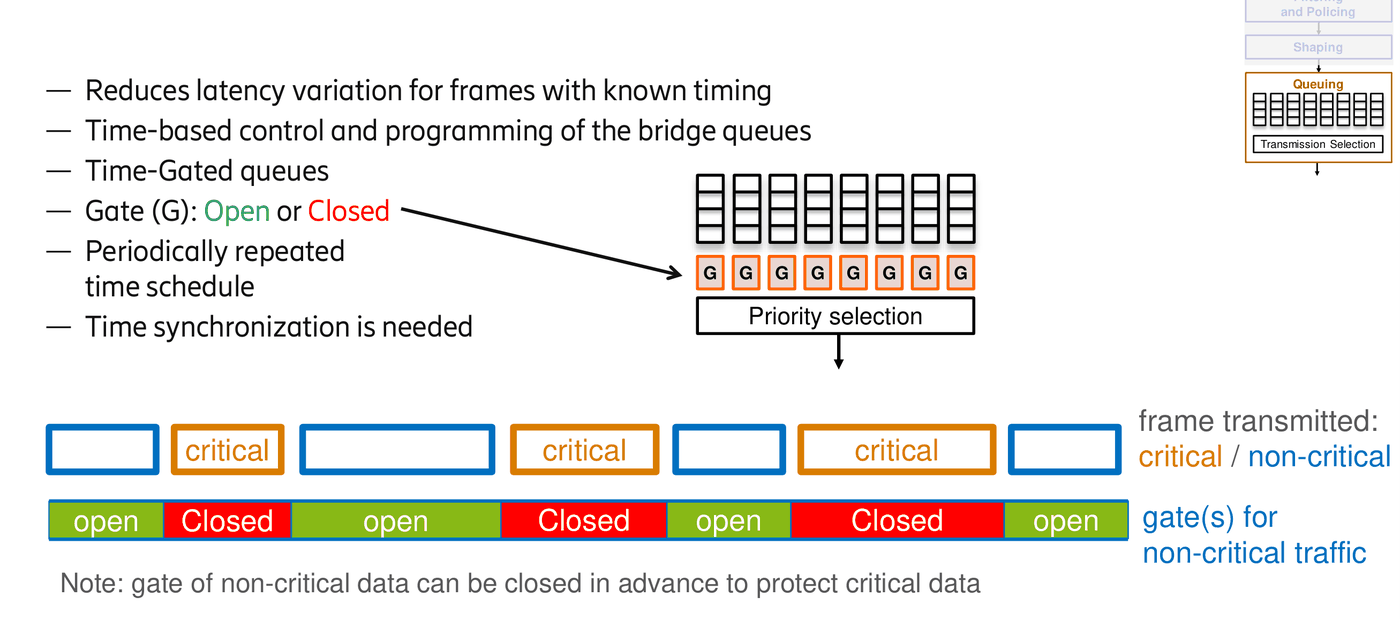 Filtering
and Policing
Shaping
Queuing
Transmission Selection
— Reduces latency variation for frames with known timing
— Time-based control and programming of the bridge queues
— Time-Gated queues
— Gate (G): Open or Closed
— Periodically repeated
time schedule
— Time synchronization is needed
G G G G G G G G
Priority selection
frame transmitted:
critical / non-critical
critical critical critical
open Closed open Closed open Closed open
gate(s) for
non-critical traffic
Note: gate of non-critical data can be closed in advance to protect critical data